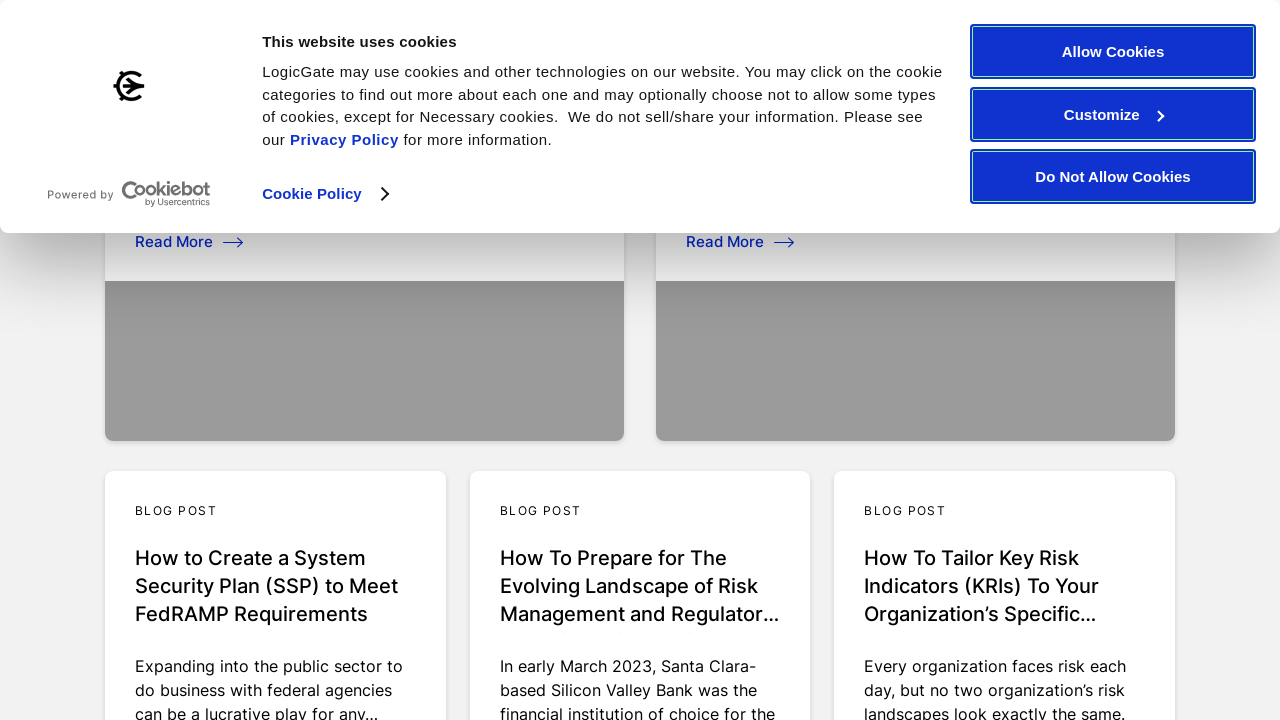 This website uses cookies
LogicGate may use cookies and other technologies on our website. You may click on the cookie
categories to find out more about each one and may optionally choose not to allow some types
of cookies, except for Necessary cookies.  We do not sell/share your information. Please see
our Privacy Policy for more information.
Powered by Cookiebot
by Usercentrics
Cookie Policy
Allow Cookies
Customize
Do Not Allow Cookies
Read More
Read More
BLOG POST
How to Create a System
Security Plan (SSP) to Meet
FedRAMP Requirements
Expanding into the public sector to
do business with federal agencies
can be a lucrative play for any...
BLOG POST
How To Prepare for The
Evolving Landscape of Risk
Management and Regulator...
In early March 2023, Santa Clara-
based Silicon Valley Bank was the
financial institution of choice for the
BLOG POST
How To Tailor Key Risk
Indicators (KRIs) To Your
Organization’s Specific...
Every organization faces risk each
day, but no two organization’s risk
landscapes look exactly the same.